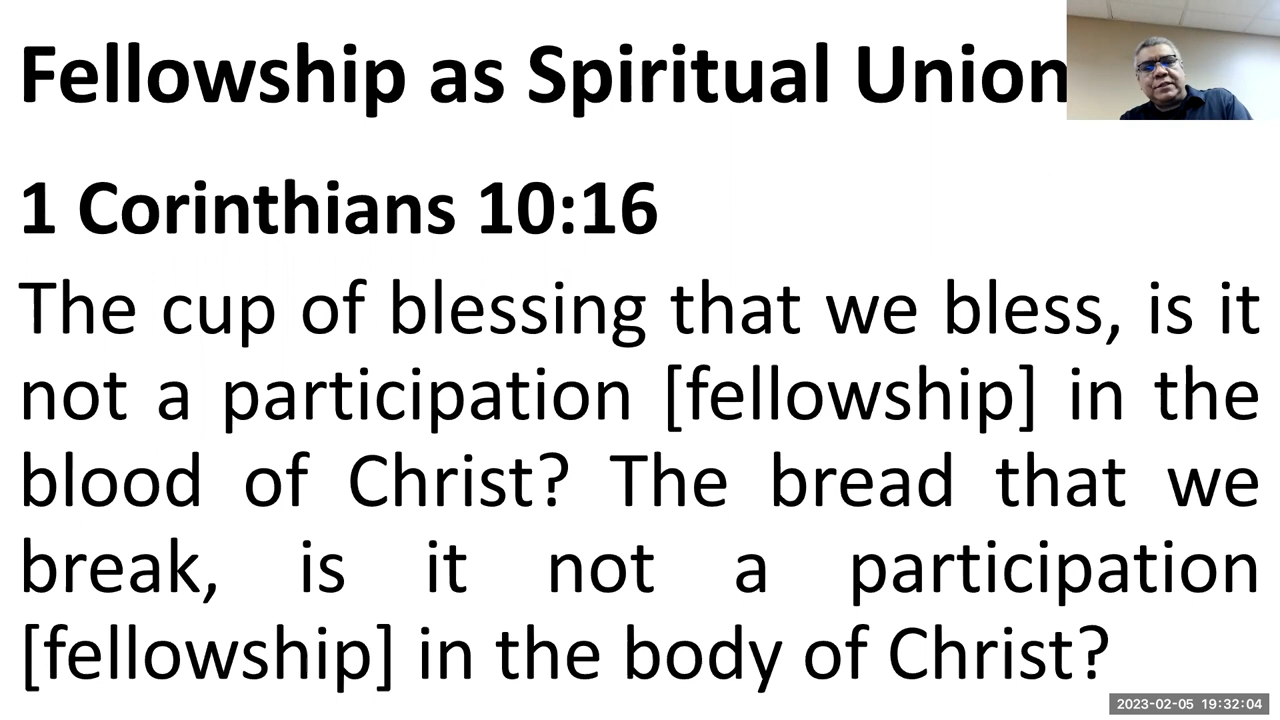 Fellowship as Spiritual Union
1 Corinthians 10:16
The cup of blessing that we bless, is it
not a participation [fellowship] in the
blood of Christ? The bread that we
break, is it not a participation
[fellowship] in the body of Christ?
2023-02-05 19:32:04